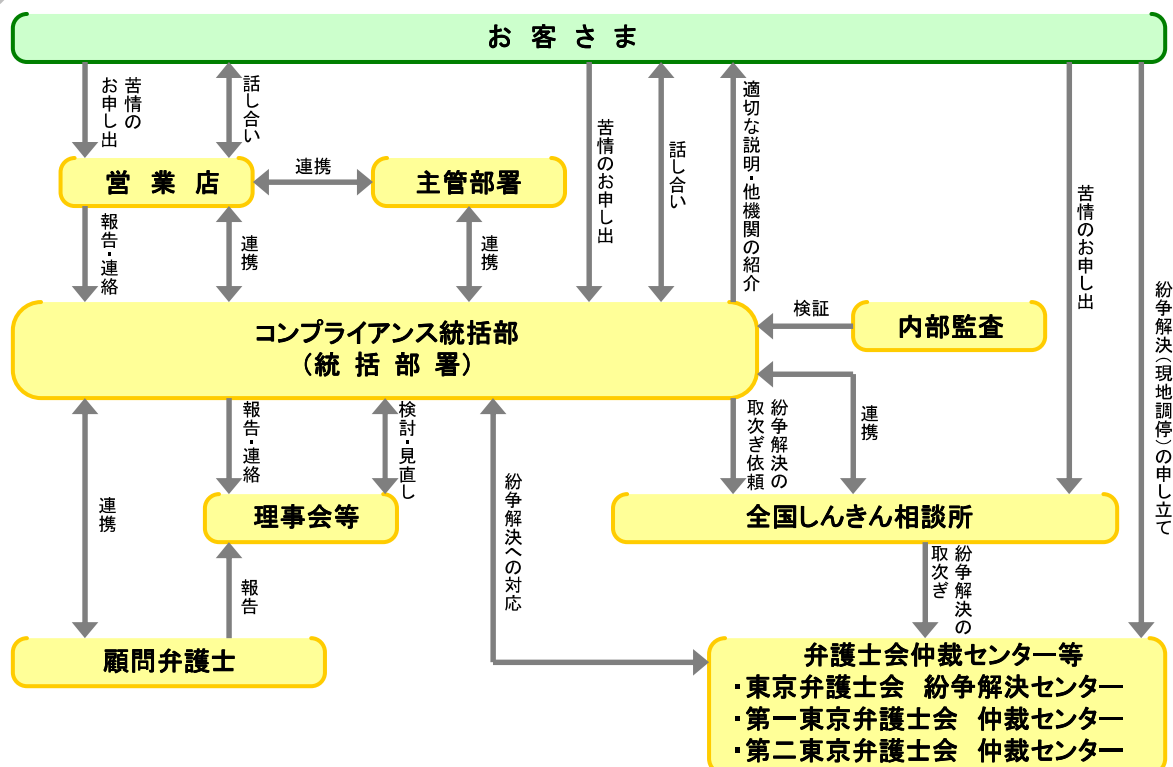 お 客 さ ま
苦情の
お申し出
話し合い
苦情のお申し出
話し合い
適切な説明・他機関の紹介
苦情のお申し出
紛争解決（現地調停）の申し立て
営 業 店
連携
主管部署
報告・連絡
連携
連携
コンプライアンス統括部
（統 括 部 署）
検証
内部監査
連携
報告・連絡
検討・見直し
紛争解決への対応
紛争解決の
取次ぎ依頼
連携
理事会等
全国しんきん相談所
報告
紛争解決の
取次ぎ
顧問弁護士
弁護士会仲裁センター等
・東京弁護士会 紛争解決センター
・第一東京弁護士会 仲裁センター
・第二東京弁護士会 仲裁センター